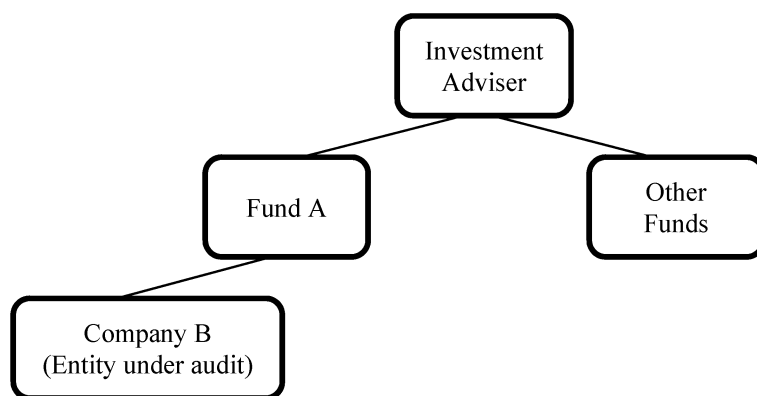 Investment
Adviser
Fund A
Other
Funds
Company B
(Entity under audit)